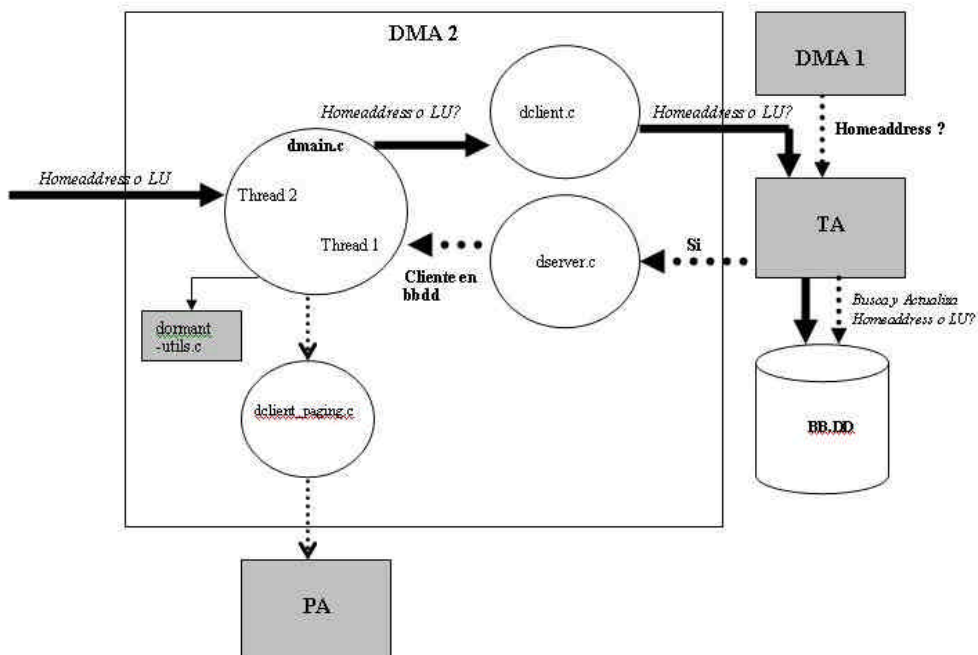 DMA 2
DMA 1
Homeaddress o LU?
dclient.c
Homeaddress o LU?
Homeaddress ?
dmain.c
Homeaddress o LU
Thread 2
TA
Thread 1
Si
dserver.c
Cliente en
bbdd
Busca y Actualiza
Homeaddress o LU?
dormant
-utils.c
dclient_paging.c
BB.DD
PA